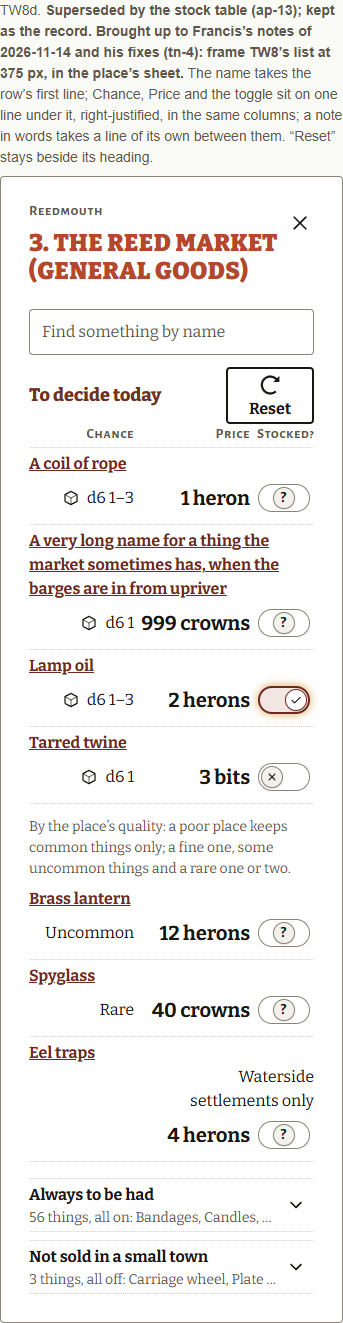 TW8d. Superseded by the stock table (ap-13); kept
as the record. Brought up to Francis’s notes of
2026-11-14 and his fixes (tn-4): frame TW8’s list at
375 px, in the place’s sheet. The name takes the
row’s first line; Chance, Price and the toggle sit on one
line under it, right-justified, in the same columns; a note
in words takes a line of its own between them. “Reset”
stays beside its heading.
Reedmouth
3. THE REED MARKET
(GENERAL GOODS)
Find something by name
To decide today
Reset
Chance Price Stocked?
A coil of rope
d6 1–3 1 heron ?
A very long name for a thing the
market sometimes has, when the
barges are in from upriver
d6 1 999 crowns ?
Lamp oil
d6 1–3 2 herons
Tarred twine
d6 1 3 bits
By the place’s quality: a poor place keeps
common things only; a fine one, some
uncommon things and a rare one or two.
Brass lantern
Uncommon 12 herons ?
Spyglass
Rare 40 crowns ?
Eel traps
Waterside
settlements only
4 herons ?
Always to be had
56 things, all on: Bandages, Candles, ...
Not sold in a small town
3 things, all off: Carriage wheel, Plate ...